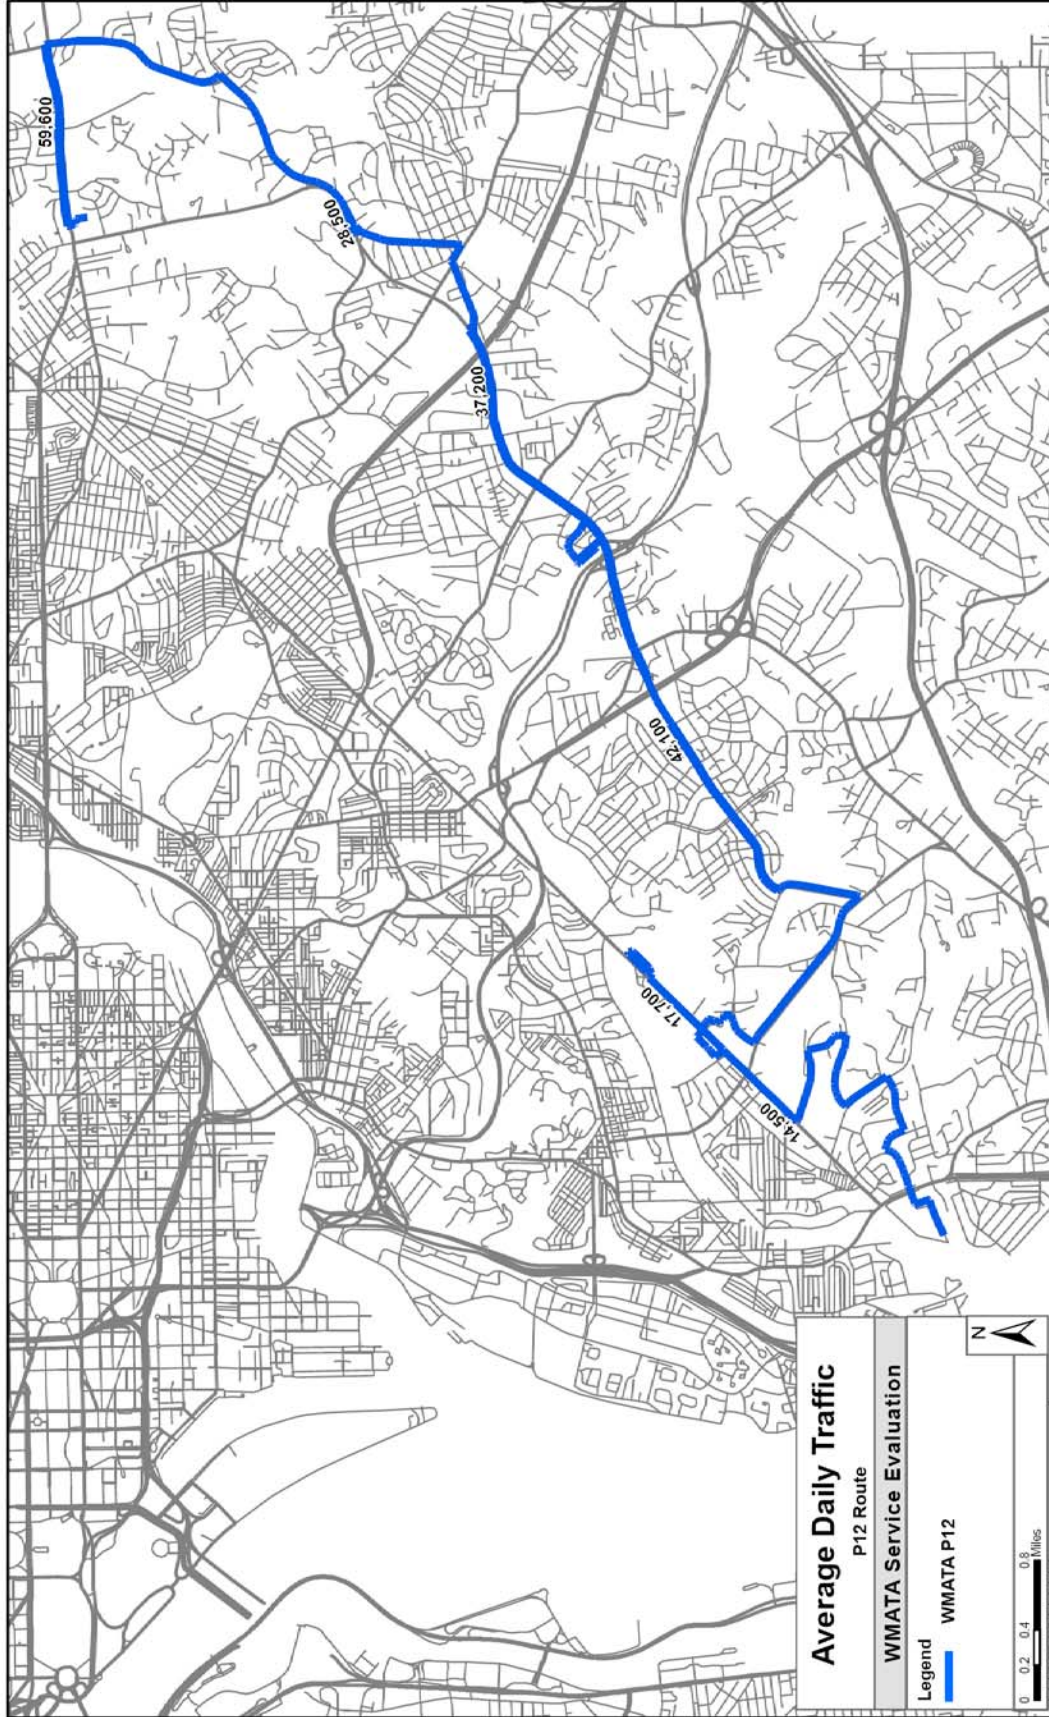 59,600
28,500
37,200
42,100
17,700
14,500
Average Daily Traffic
P12 Route
WMATA Service Evaluation
Legend
WMATA P12
N
0 0.2 0.4 0.8
Miles